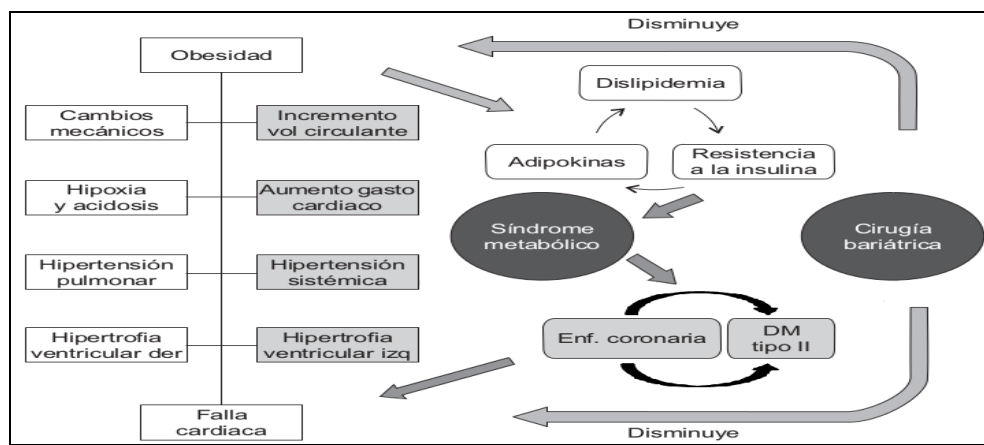 Disminuye
Obesidad
Dislipidemia
Cambios
mecánicos
Incremento
vol circulante
Adipokinas
Resistencia
a la insulina
Hipoxia
y acidosis
Aumento gasto
cardiaco
Síndrome
metabólico
Cirugía
bariátrica
Hipertensión
pulmonar
Hipertensión
sistémica
Hipertrofia
ventricular der
Hipertrofia
ventricular izq
Enf. coronaria
DM
tipo II
Falla
cardiaca
Disminuye